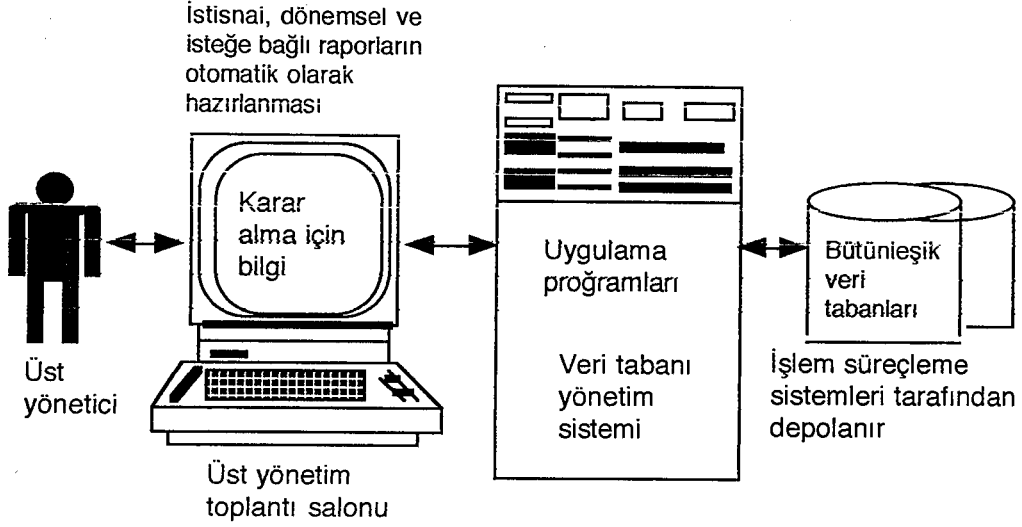 İstisnai, dönemsel ve
isteğe bağlı raporların
otomatik olarak
hazırlanması
Karar
alma için
bilgi
Uygulama
proğramları
Veri tabanı
yönetim
sistemi
Bütünieşik
veri
tabanları
Üst
yönetici
İşlem süreçleme
sistemleri tarafından
depolanır
Üst yönetim
toplantı salonu